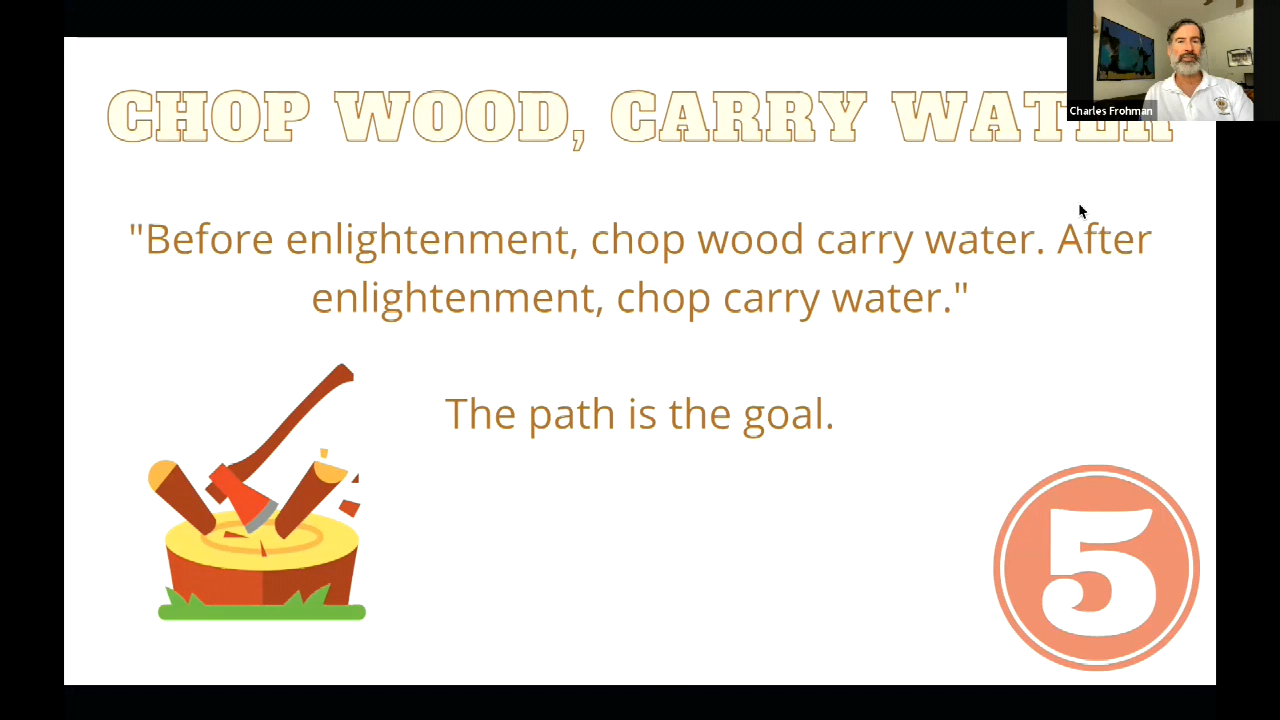 CHOP WOOD, CARRY WATER
Charles Frohman
"Before enlightenment, chop wood carry water. After
enlightenment, chop carry water."
The path is the goal.
5